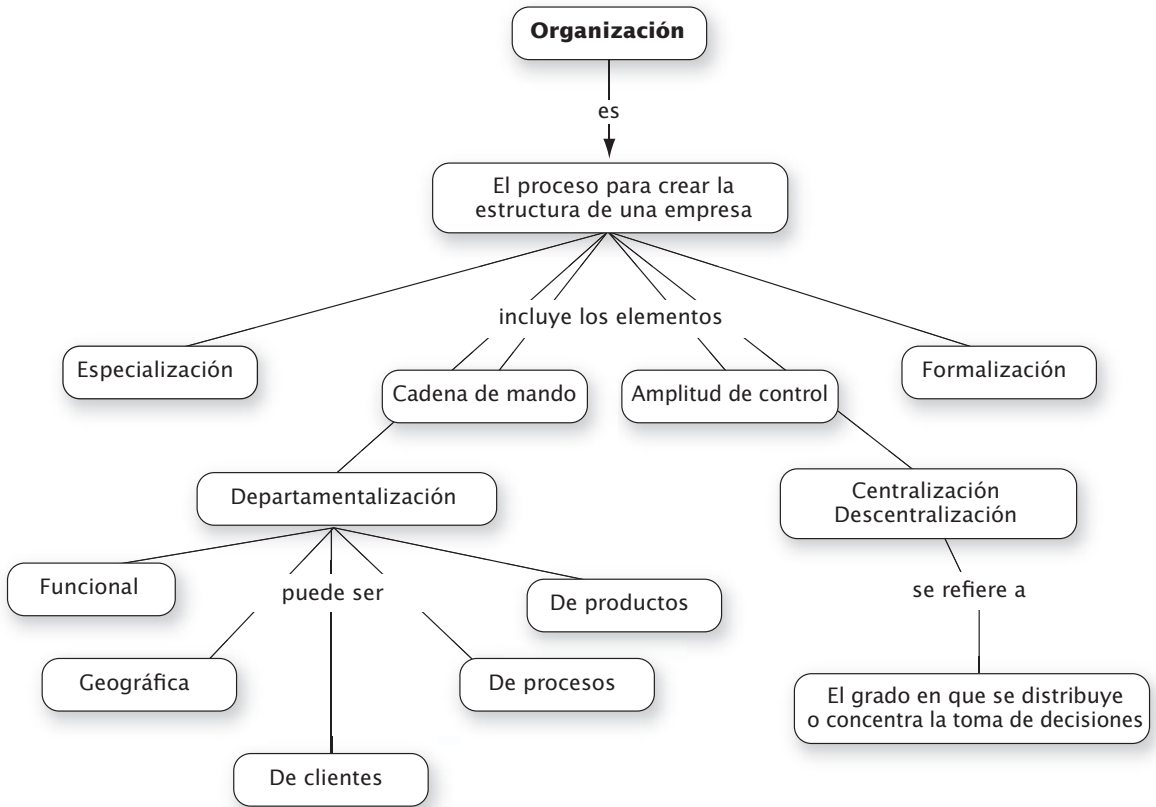 Organización
es
El proceso para crear la
estructura de una empresa
incluye los elementos
Especialización
Cadena de mando
Amplitud de control
Formalización
Departamentalización
Centralización
Descentralización
Funcional
puede ser
De productos
se refiere a
Geográfica
De procesos
El grado en que se distribuye
o concentra la toma de decisiones
De clientes